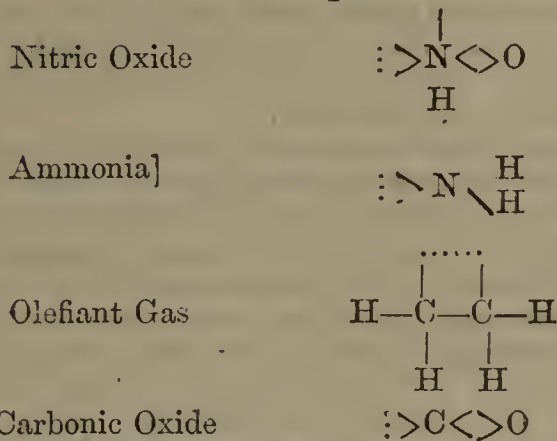 Nitric Oxide :>N<>O
H
Ammonia] :> N H
H
Olefiant Gas H—C—C—H
H H
Carbonic Oxide :>C<>O